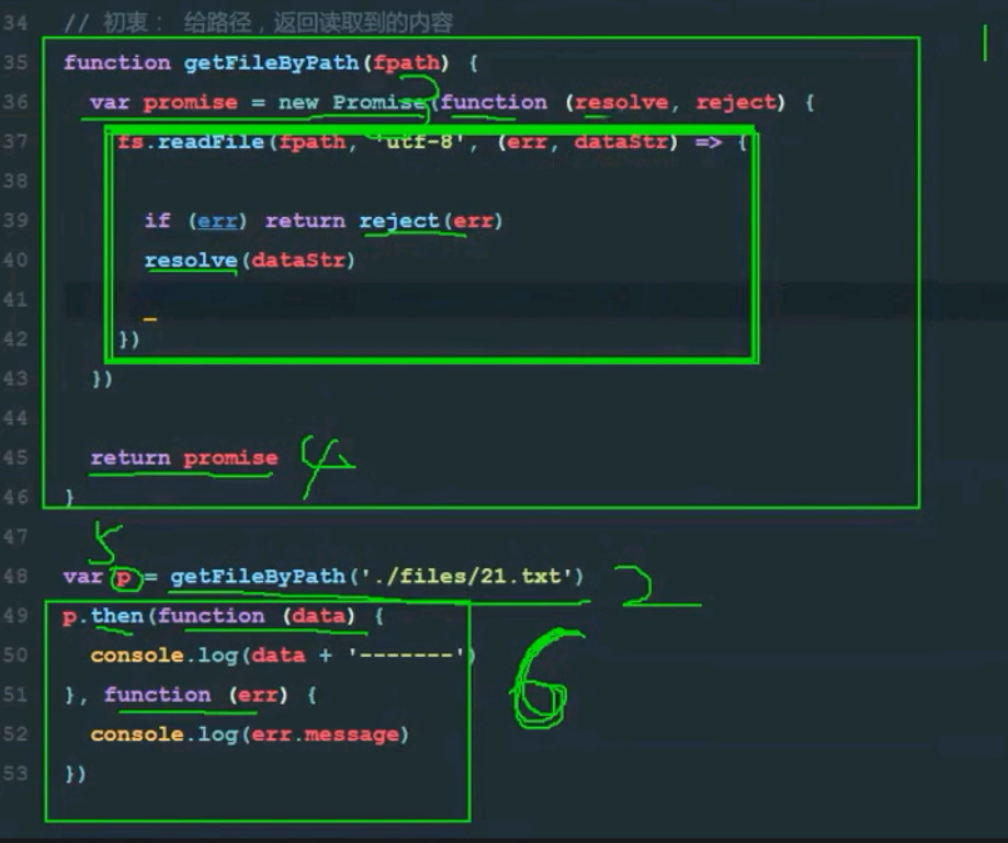 34 // 初衷： 给路径，返回读取到的内容
35 function getFileByPath(fpath) {
36 var promise = new Promise(function (resolve, reject) {
3
37 fs.readFile(fpath, 'utf-8', (err, dataStr) => {
38
39 if (err) return reject(err)
40 resolve(dataStr)
41
42 })
43 })
44
45 return promise 4
46 }
47
5
48 var p = getFileByPath('./files/21.txt') 2
49 p.then(function (data) {
50 console.log(data + '-------')
51 }, function (err) {
6
52 console.log(err.message)
53 })